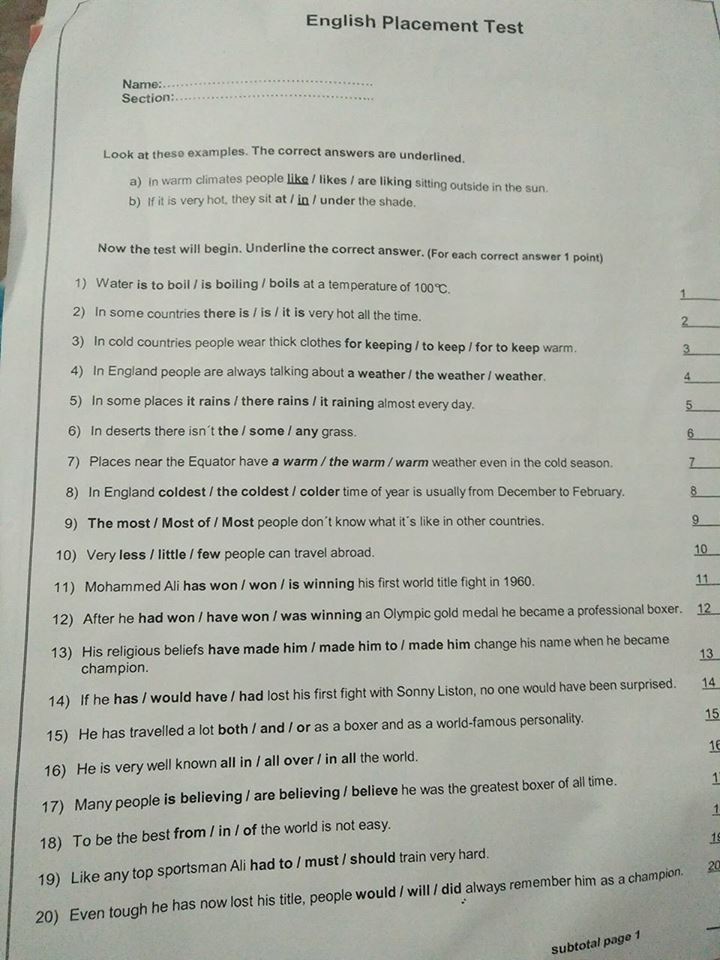 English Placement Test
Name:
Section:
Look at these examples. The correct answers are underlined.
a) In warm climates people like / likes / are liking sitting outside in the sun.
b) If it is very hot, they sit at / in / under the shade.
Now the test will begin. Underline the correct answer. (For each correct answer 1 point)
1) Water is to boil / is boiling / boils at a temperature of 100°C. 1
2) In some countries there is / is / it is very hot all the time. 2
3) In cold countries people wear thick clothes for keeping / to keep / for to keep warm. 3
4) In England people are always talking about a weather / the weather / weather. 4
5) In some places it rains / there rains / it raining almost every day. 5
6) In deserts there isn´t the / some / any grass. 6
7) Places near the Equator have a warm / the warm / warm weather even in the cold season. 7
8) In England coldest / the coldest / colder time of year is usually from December to February. 8
9) The most / Most of / Most people don´t know what it´s like in other countries. 9
10) Very less / little / few people can travel abroad. 10
11) Mohammed Ali has won / won / is winning his first world title fight in 1960. 11
12) After he had won / have won / was winning an Olympic gold medal he became a professional boxer. 12
13) His religious beliefs have made him / made him to / made him change his name when he became
champion. 13
14) If he has / would have / had lost his first fight with Sonny Liston, no one would have been surprised. 14
15) He has travelled a lot both / and / or as a boxer and as a world-famous personality. 15
16) He is very well known all in / all over / in all the world.
17) Many people is believing / are believing / believe he was the greatest boxer of all time.
18) To be the best from / in / of the world is not easy.
19) Like any top sportsman Ali had to / must / should train very hard.
20) Even tough he has now lost his title, people would / will / did always remember him as a champion. 20
subtotal page 1